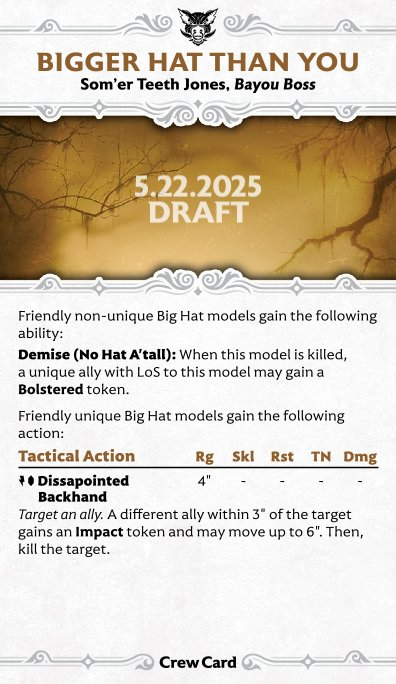 BIGGER HAT THAN YOU
Som'er Teeth Jones, Bayou Boss
5.22.2025
DRAFT
Friendly non-unique Big Hat models gain the following
ability:
Demise (No Hat A'tall): When this model is killed,
a unique ally with LoS to this model may gain a
Bolstered token.
Friendly unique Big Hat models gain the following
action:
Tactical Action Rg Skl Rst TN Dmg
Dissapointed 4" - - - -
Backhand
Target an ally. A different ally within 3" of the target
gains an Impact token and may move up to 6". Then,
kill the target.
Crew Card